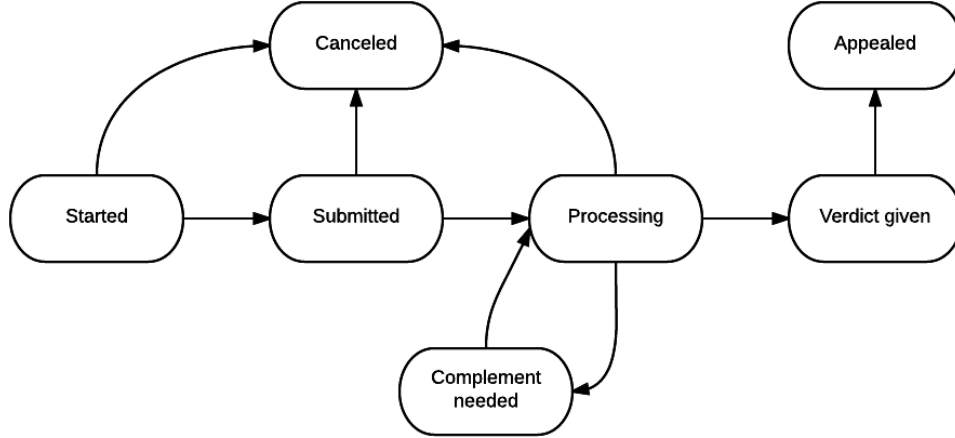 Canceled
Appealed
Started
Submitted
Processing
Verdict given
Complement
needed